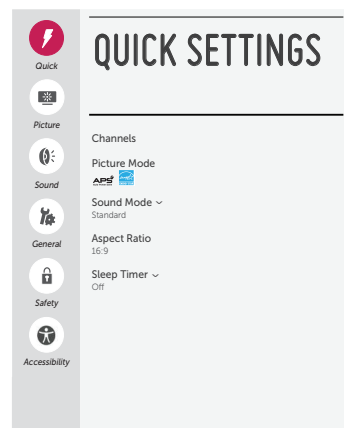 Quick
Picture
Sound
General
Safety
Accessibility
QUICK SETTINGS
Channels
Picture Mode
APS
Sound Mode
Standard
Aspect Ratio
16:9
Sleep Timer
Off